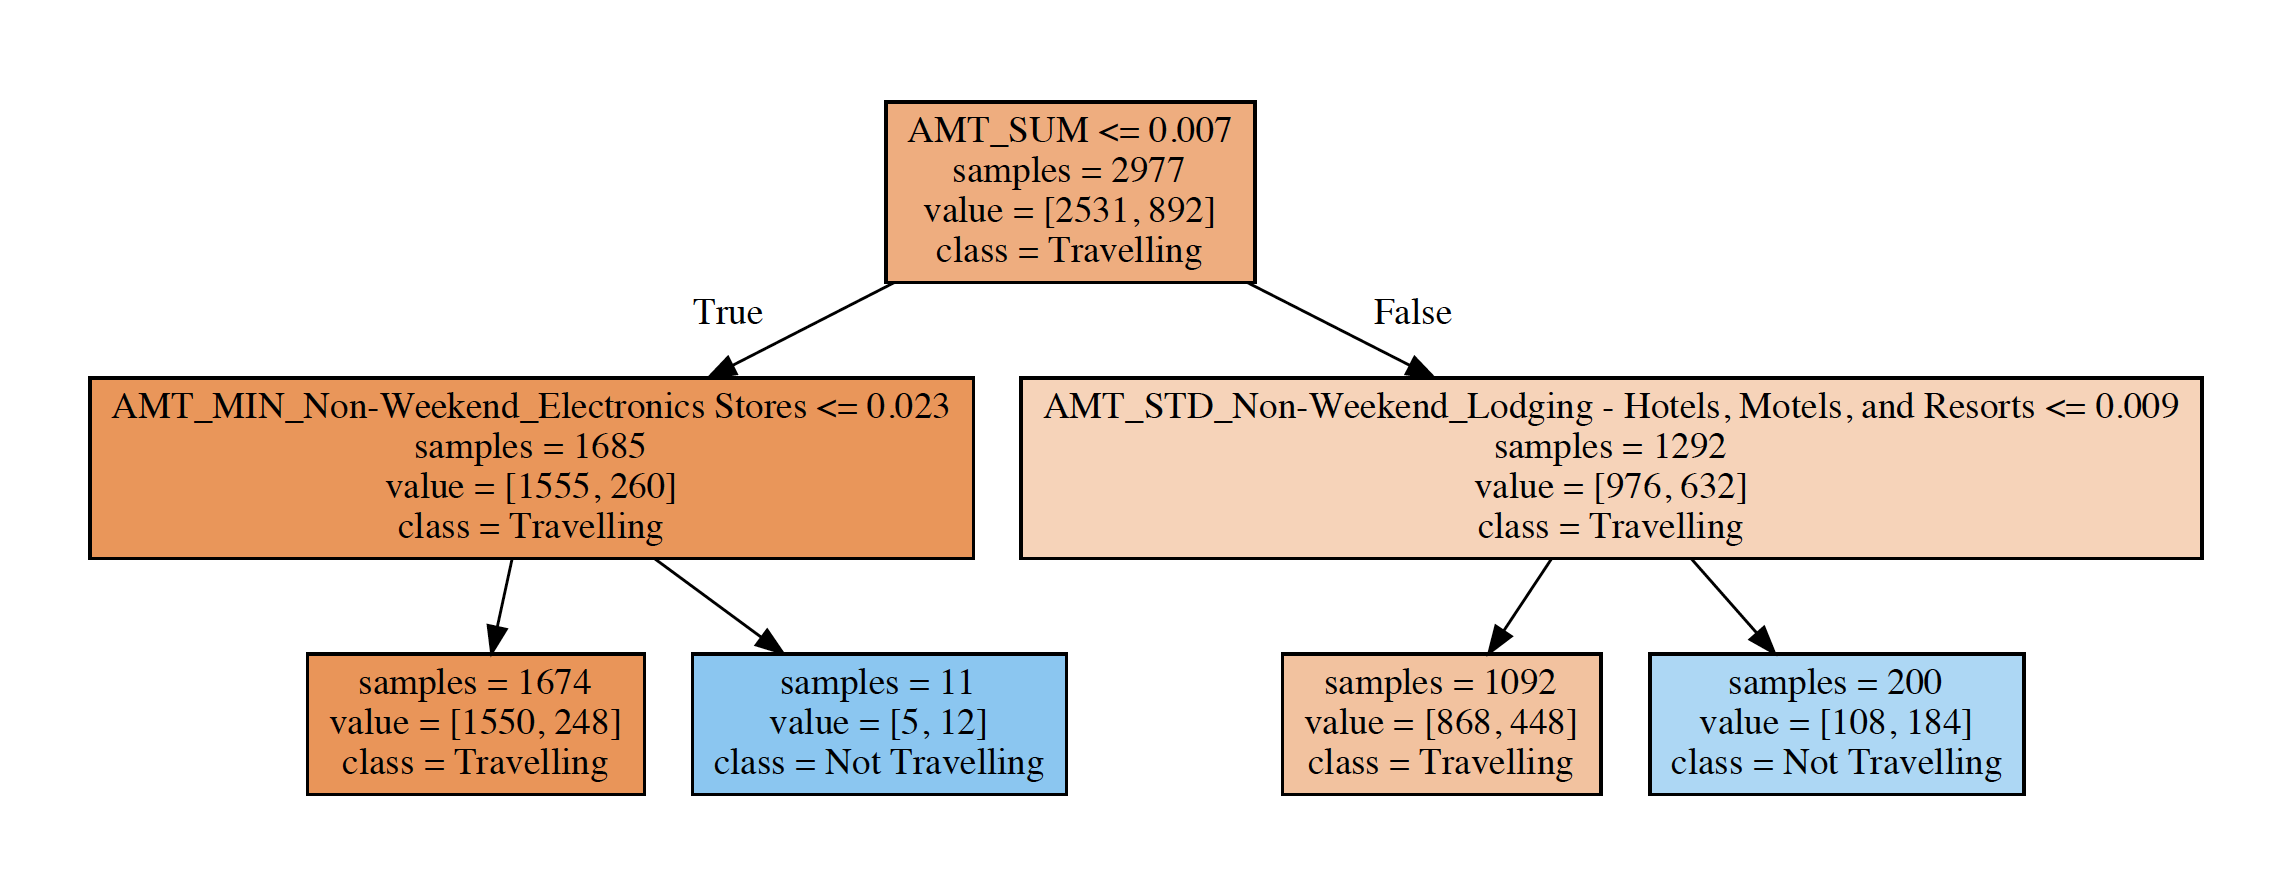 AMT_SUM <= 0.007
samples = 2977
value = [2531, 892]
class = Travelling
True
False
AMT_MIN_Non-Weekend_Electronics Stores <= 0.023
samples = 1685
value = [1555, 260]
class = Travelling
AMT_STD_Non-Weekend_Lodging - Hotels, Motels, and Resorts <= 0.009
samples = 1292
value = [976, 632]
class = Travelling
samples = 1674
value = [1550, 248]
class = Travelling
samples = 11
value = [5, 12]
class = Not Travelling
samples = 1092
value = [868, 448]
class = Travelling
samples = 200
value = [108, 184]
class = Not Travelling